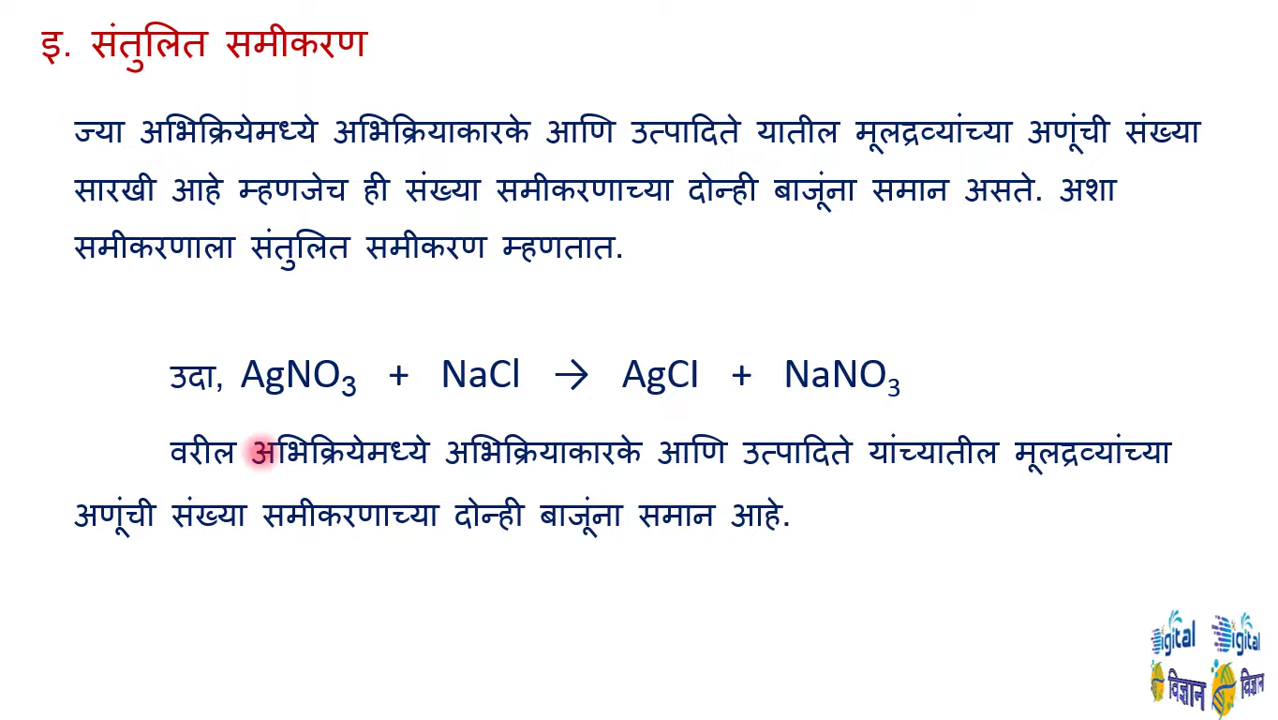 इ. संतुलित समीकरण
ज्या अभिक्रियेमध्ये अभिक्रियाकारके आणि उत्पादिते यातील मूलद्रव्यांच्या अणूंची संख्या
सारखी आहे म्हणजेच ही संख्या समीकरणाच्या दोन्ही बाजूंना समान असते. अशा
समीकरणाला संतुलित समीकरण म्हणतात.
उदा, AgNO₃ + NaCl → AgCl + NaNO₃
वरील अभिक्रियेमध्ये अभिक्रियाकारके आणि उत्पादिते यांच्यातील मूलद्रव्यांच्या
अणूंची संख्या समीकरणाच्या दोन्ही बाजूंना समान आहे.
Digital Digital
विज्ञान विज्ञान